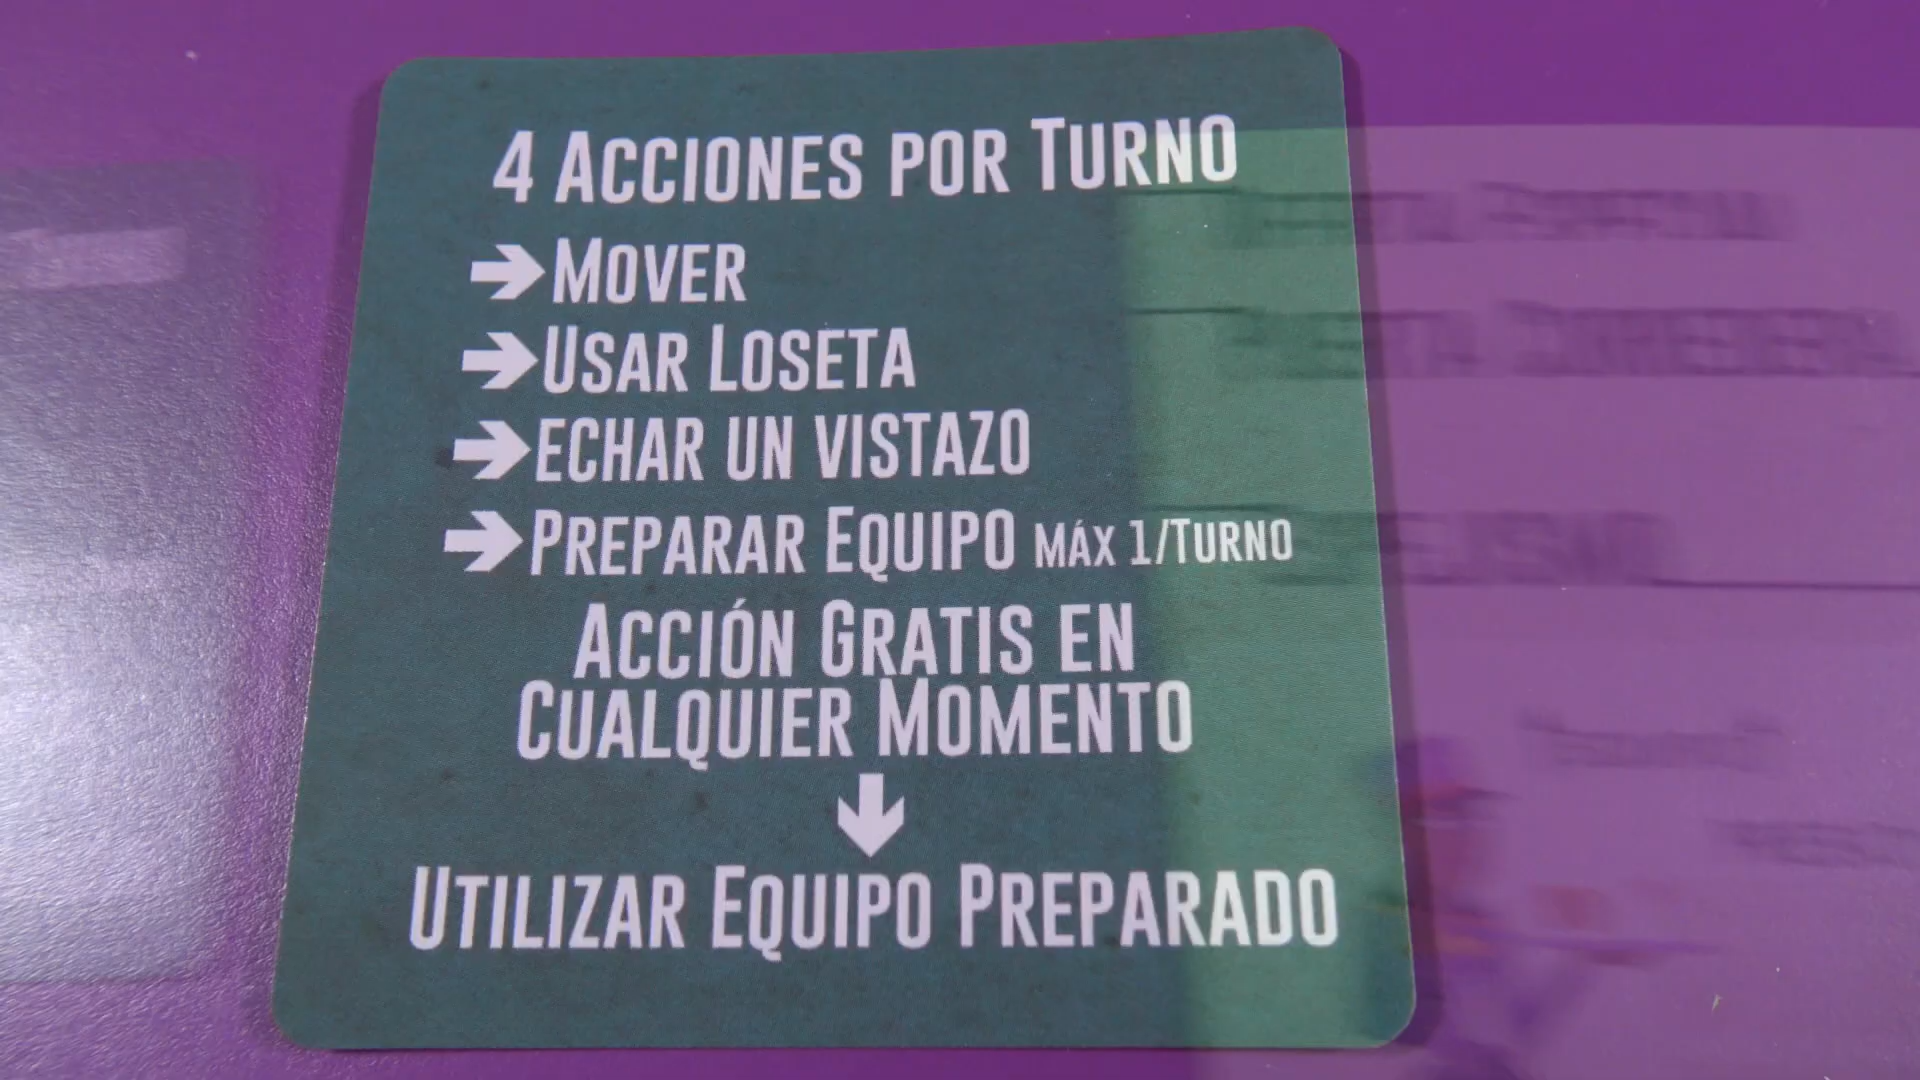 4 ACCIONES POR TURNO
MOVER
USAR LOSETA
ECHAR UN VISTAZO
PREPARAR EQUIPO MÁX 1/TURNO
ACCIÓN GRATIS EN
CUALQUIER MOMENTO
UTILIZAR EQUIPO PREPARADO